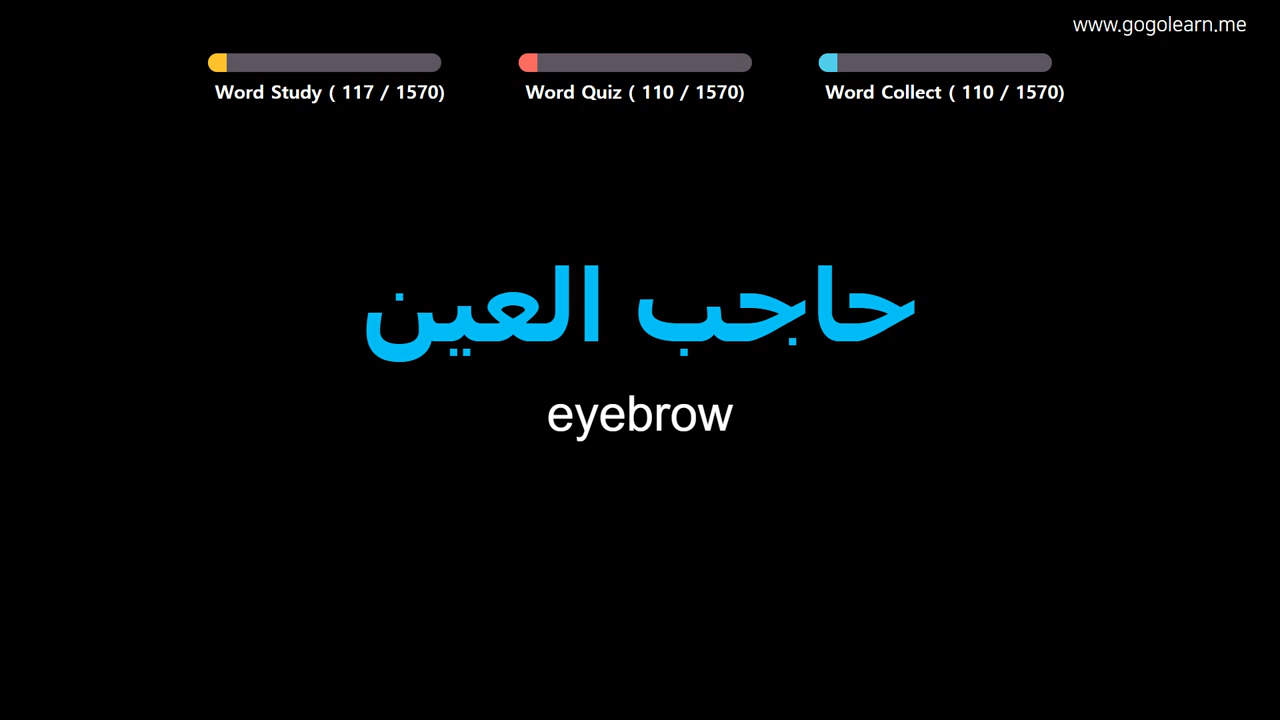 www.gogolearn.me
Word Study ( 117 / 1570)
Word Quiz ( 110 / 1570)
Word Collect ( 110 / 1570)
حاجب العين
eyebrow